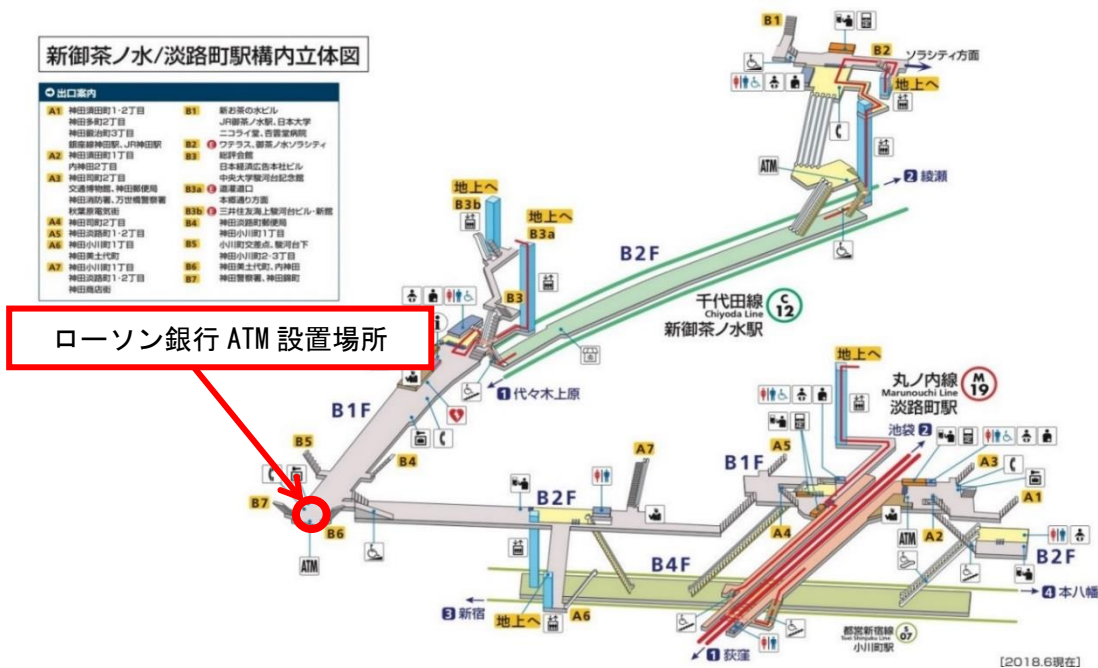 新御茶ノ水/淡路町駅構内立体図
出口案内
A1 神田須田町1・2丁目
神田多町2丁目
神田鍛冶町3丁目
銀座線神田駅、JR神田駅
A2 神田須田町1丁目
内神田2丁目
A3 神田司町2丁目
交通博物館、神田郵便局
神田消防署、万世橋警察署
秋葉原電気街
A4 神田司町2丁目
A5 神田淡路町1・2丁目
A6 神田小川町1丁目
神田美土代町
A7 神田小川町1丁目
神田淡路町1・2丁目
神田商店街
B1 新お茶の水ビル
JR御茶ノ水駅、日本大学
ニコライ堂、杏雲堂病院
B2 ワテラス、御茶ノ水ソラシティ
B3 総評会館
日本経済広告本社ビル
中央大学駿河台記念館
B3a 道灌道口
本郷通り方面
B3b 三井住友海上駿河台ビル・新館
B4 神田淡路町郵便局
神田小川町1丁目
B5 小川町交差点、駿河台下
神田小川町2・3丁目
B6 神田美土代町、内神田
B7 神田警察署、神田錦町
B1
B2
ソラシティ方面
地上へ
ATM
2 綾瀬
地上へ
B3b
地上へ
B3a
B2F
B3
千代田線
Chiyoda Line
新御茶ノ水駅
C
12
ローソン銀行 ATM 設置場所
1 代々木上原
B1F
B5
B4
B7
B6
ATM
地上へ
丸ノ内線
Marunouchi Line
淡路町駅
M
19
池袋 2
A7
A5
B1F
A3
A1
B2F
A4
A2
ATM
B2F
B4F
3 新宿
地上へ
A6
4 本八幡
都営新宿線
Toei Shinjuku Line
小川町駅
S
07
1 荻窪
[2018.6現在]